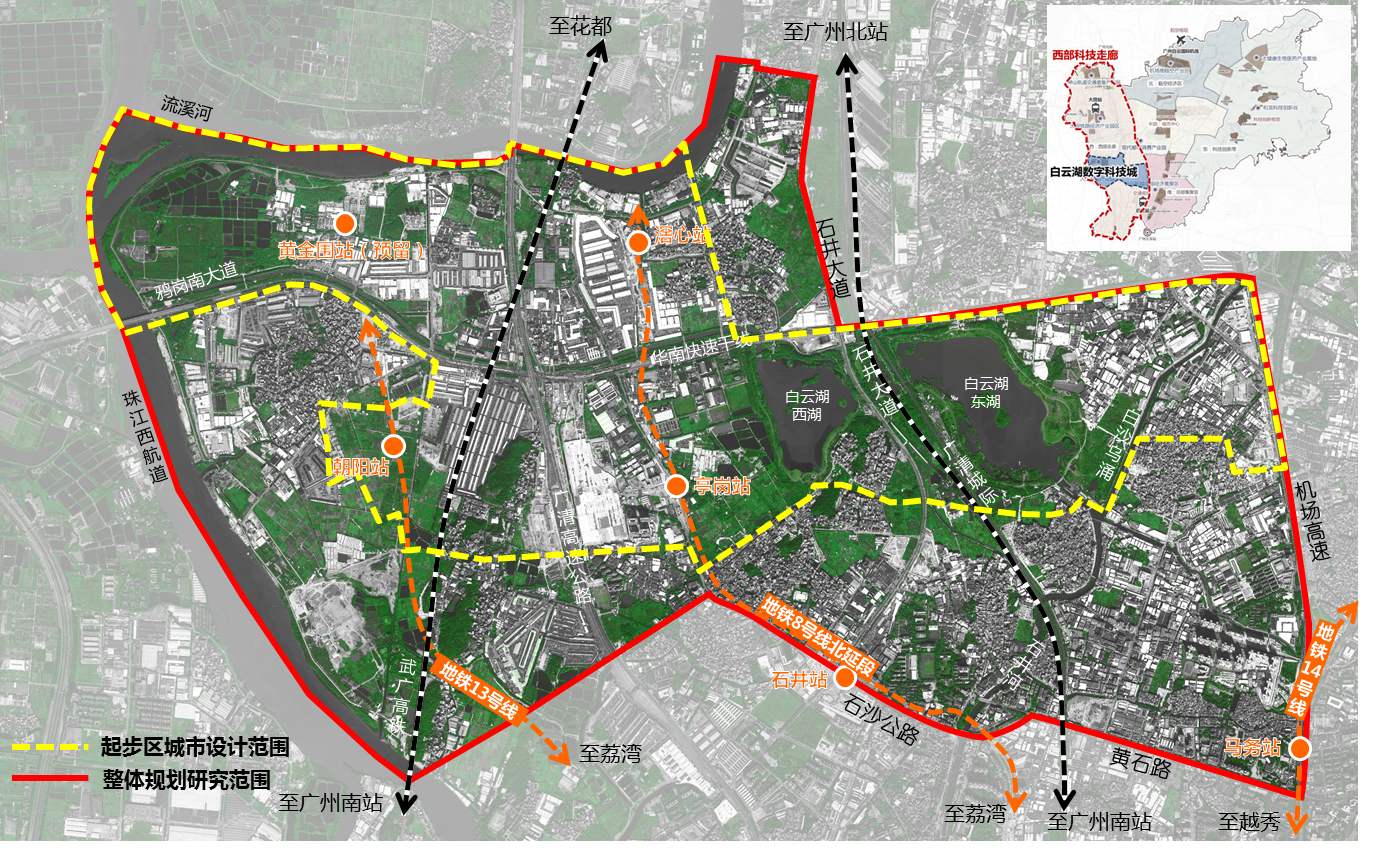 至花都
至广州北站
流溪河
西部科技走廊
白云湖数字科技城
黄金围站（预留）
滘心站
石井大道
鸦岗南大道
华南快速干线
石井大道
白云湖
西湖
白云湖
东湖
白沙乌涌
珠江西航道
朝阳站
亭岗站
广清城际
机场高速
清高速公路
地铁8号线北延段
地铁14号线
石井河
武广高铁
地铁13号线
石井站
石沙公路
马务站
黄石路
起步区城市设计范围
整体规划研究范围
至荔湾
至广州南站
至荔湾
至广州南站
至越秀